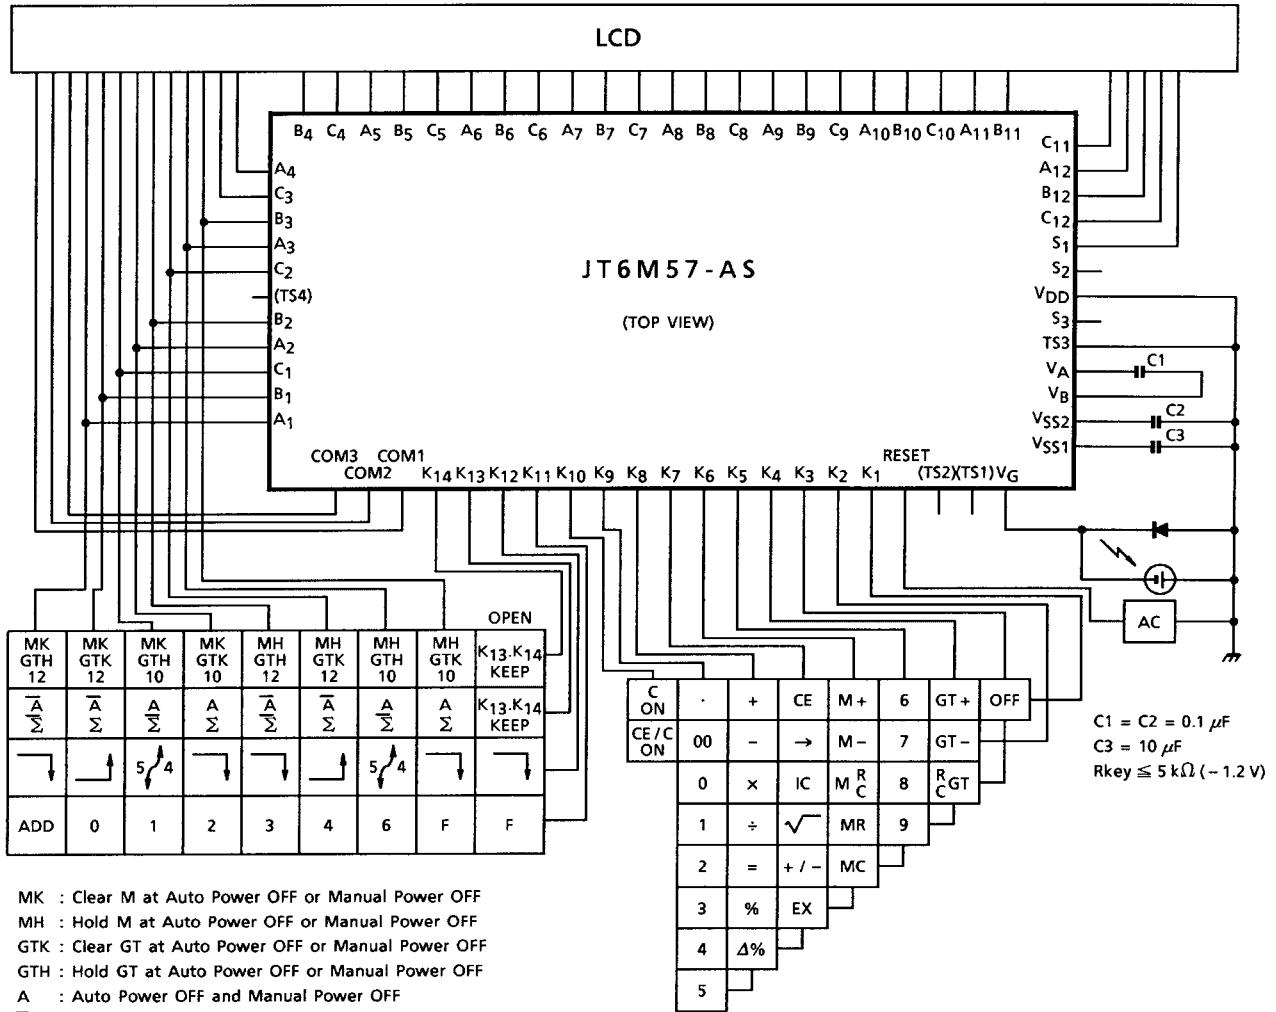 LCD
B4 C4 A5 B5 C5 A6 B6 C6 A7 B7 C7 A8 B8 C8 A9 B9 C9 A10 B10 C10 A11 B11
A4
C3
B3
A3
C2
(TS4)
B2
A2
C1
B1
A1
JT6M57-AS
(TOP VIEW)
C11
A12
B12
C12
S1
S2
VDD
S3
TS3
VA
VB
VSS2
VSS1
C1
C2
C3
COM3 COM1
COM2
K14 K13 K12 K11 K10 K9 K8 K7 K6 K5 K4 K3 K2 K1
RESET
(TS2)(TS1) VG
AC
OPEN
MK GTH 12
MK GTK 12
MK GTH 10
MK GTK 10
MH GTH 12
MH GTK 12
MH GTH 10
MH GTK 10
K13·K14 KEEP
A̅ Σ̅
A̅ Σ
A Σ̅
A Σ
A̅ Σ̅
A̅ Σ
A Σ̅
A Σ
K13·K14 KEEP
5 4
5 4
ADD 0 1 2 3 4 6 F F
C ON · + CE M+ 6 GT+ OFF
CE/C ON 00 − → M− 7 GT−
0 × IC M R C 8 R C GT
1 ÷ √ MR 9
2 = +/− MC
3 % EX
4 Δ%
5
C1 = C2 = 0.1 μF
C3 = 10 μF
Rkey ≦ 5 kΩ (−1.2 V)
MK : Clear M at Auto Power OFF or Manual Power OFF
MH : Hold M at Auto Power OFF or Manual Power OFF
GTK : Clear GT at Auto Power OFF or Manual Power OFF
GTH : Hold GT at Auto Power OFF or Manual Power OFF
A : Auto Power OFF and Manual Power OFF